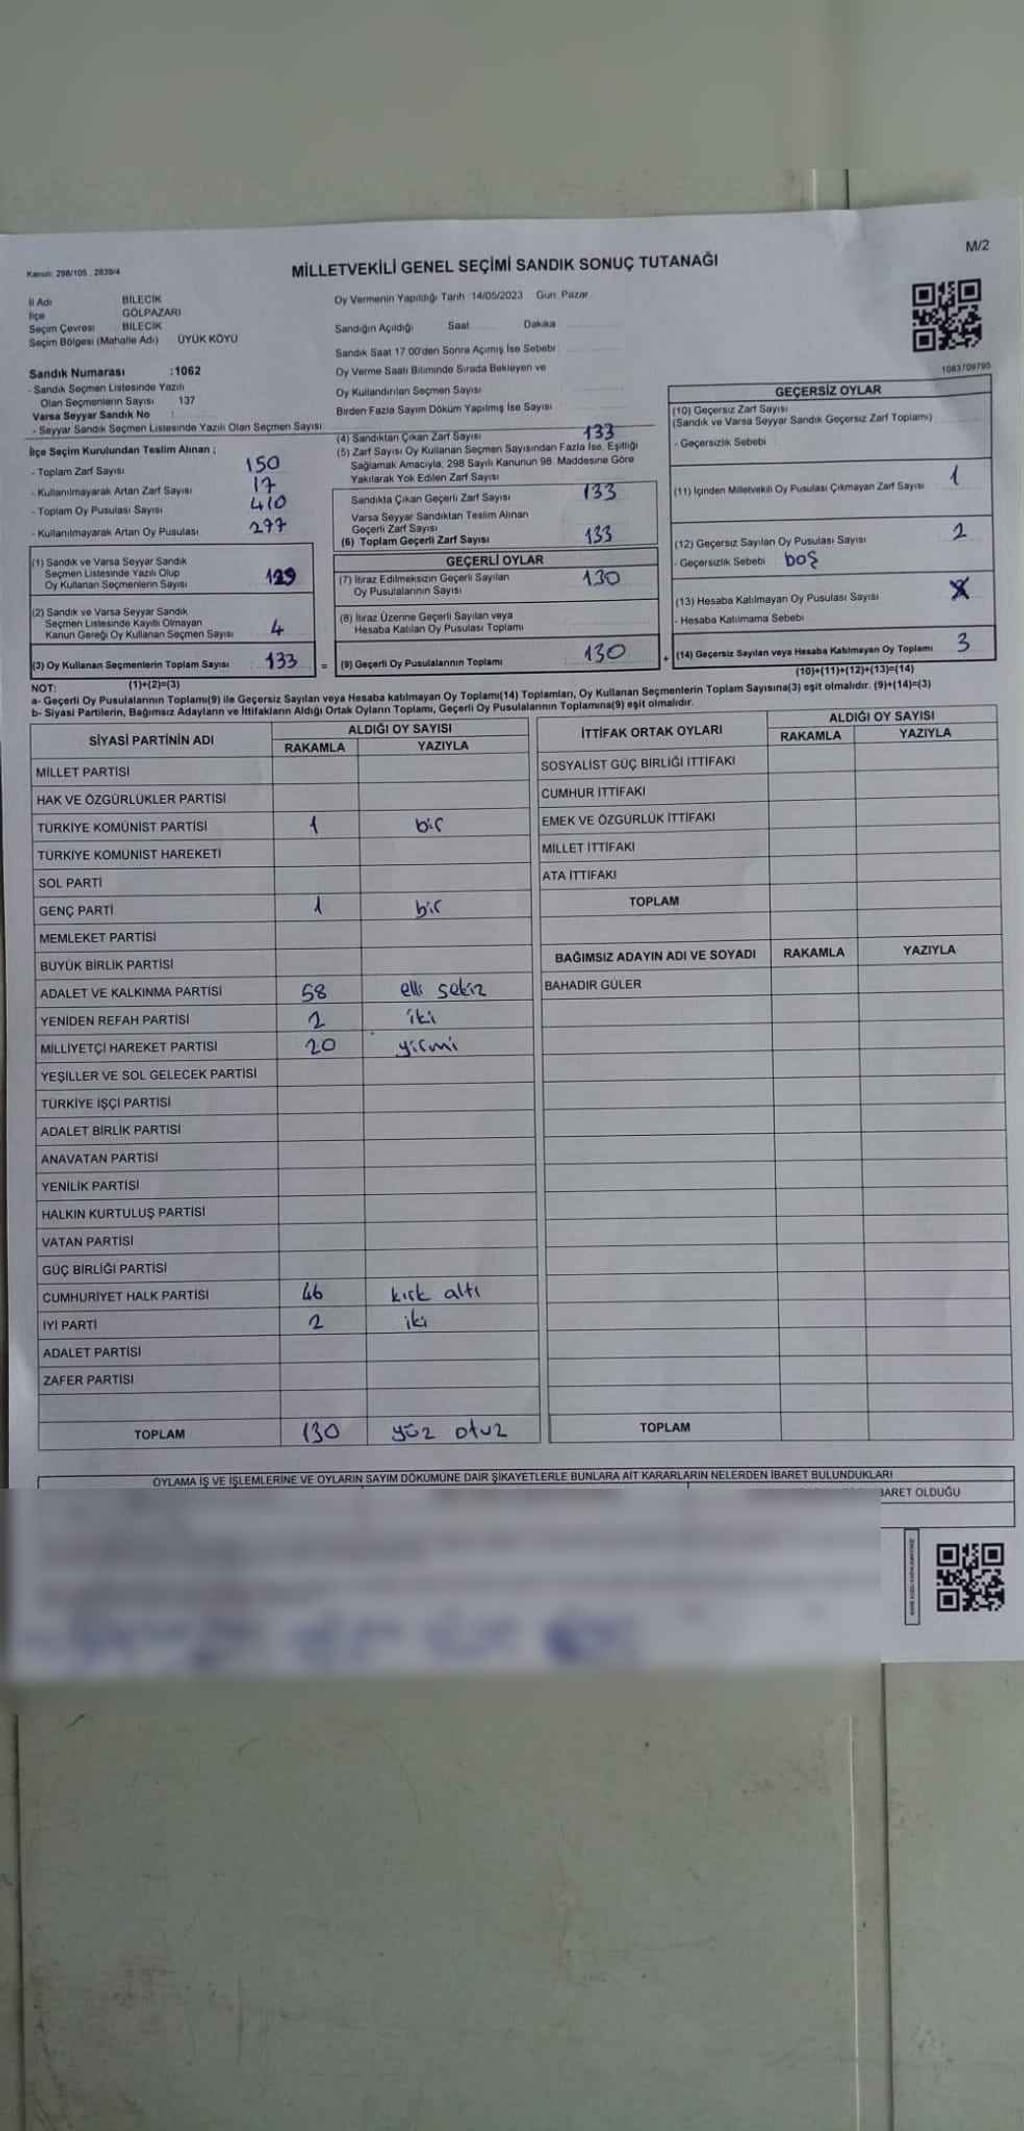 M/2
Kanun: 298/105, 2839/4
MİLLETVEKİLİ GENEL SEÇİMİ SANDIK SONUÇ TUTANAĞI
İl Adı BİLECİK
İlçe GÖLPAZARI
Seçim Çevresi BİLECİK
Seçim Bölgesi (Mahalle Adı) ÜYÜK KÖYÜ
Sandık Numarası :1062
- Sandık Seçmen Listesinde Yazılı
Olan Seçmenlerin Sayısı 137
Varsa Seyyar Sandık No :
- Seyyar Sandık Seçmen Listesinde Yazılı Olan Seçmen Sayısı
İlçe Seçim Kurulundan Teslim Alınan ;
- Toplam Zarf Sayısı 150
- Kullanılmayarak Artan Zarf Sayısı 17
- Toplam Oy Pusulası Sayısı 410
- Kullanılmayarak Artan Oy Pusulası 277
(1) Sandık ve Varsa Seyyar Sandık
Seçmen Listesinde Yazılı Olup
Oy Kullanan Seçmenlerin Sayısı 129
(2) Sandık ve Varsa Seyyar Sandık
Seçmen Listesinde Kayıtlı Olmayan
Kanun Gereği Oy Kullanan Seçmen Sayısı 4
(3) Oy Kullanan Seçmenlerin Toplam Sayısı 133 =
(1)+(2)=(3)
Oy Vermenin Yapıldığı Tarih :14/05/2023 Gün: Pazar
Sandığın Açıldığı Saat Dakika
Sandık Saat 17.00'den Sonra Açılmış İse Sebebi
Oy Verme Saati Bitiminde Sırada Bekleyen ve
Oy Kullandırılan Seçmen Sayısı
Birden Fazla Sayım Döküm Yapılmış İse Sayısı
(4) Sandıktan Çıkan Zarf Sayısı 133
(5) Zarf Sayısı Oy Kullanan Seçmen Sayısından Fazla İse, Eşitliği
Sağlamak Amacıyla, 298 Sayılı Kanunun 98. Maddesine Göre
Yakılarak Yok Edilen Zarf Sayısı
Sandıkta Çıkan Geçerli Zarf Sayısı 133
Varsa Seyyar Sandıktan Teslim Alınan
Geçerli Zarf Sayısı
(6) Toplam Geçerli Zarf Sayısı 133
GEÇERLİ OYLAR
(7) İtiraz Edilmeksizin Geçerli Sayılan
Oy Pusulalarının Sayısı 130
(8) İtiraz Üzerine Geçerli Sayılan veya
Hesaba Katılan Oy Pusulası Toplamı
(9) Geçerli Oy Pusulalarının Toplamı 130 +
1083709795
GEÇERSİZ OYLAR
(10) Geçersiz Zarf Sayısı
(Sandık ve Varsa Seyyar Sandık Geçersiz Zarf Toplamı)
- Geçersizlik Sebebi
(11) İçinden Milletvekili Oy Pusulası Çıkmayan Zarf Sayısı 1
(12) Geçersiz Sayılan Oy Pusulası Sayısı 2
- Geçersizlik Sebebi boş
(13) Hesaba Katılmayan Oy Pusulası Sayısı
- Hesaba Katılmama Sebebi
(14) Geçersiz Sayılan veya Hesaba Katılmayan Oy Toplamı 3
(10)+(11)+(12)+(13)=(14)
NOT:
a- Geçerli Oy Pusulalarının Toplamı(9) ile Geçersiz Sayılan veya Hesaba katılmayan Oy Toplamı(14) Toplamları, Oy Kullanan Seçmenlerin Toplam Sayısına(3) eşit olmalıdır. (9)+(14)=(3)
b- Siyasi Partilerin, Bağımsız Adayların ve İttifakların Aldığı Ortak Oyların Toplamı, Geçerli Oy Pusulalarının Toplamına(9) eşit olmalıdır.
SİYASİ PARTİNİN ADI ALDIĞI OY SAYISI
RAKAMLA YAZIYLA
MİLLET PARTİSİ
HAK VE ÖZGÜRLÜKLER PARTİSİ
TÜRKİYE KOMÜNİST PARTİSİ 1 bir
TÜRKİYE KOMÜNİST HAREKETİ
SOL PARTİ
GENÇ PARTİ 1 bir
MEMLEKET PARTİSİ
BÜYÜK BİRLİK PARTİSİ
ADALET VE KALKINMA PARTİSİ 58 elli sekiz
YENİDEN REFAH PARTİSİ 2 iki
MİLLİYETÇİ HAREKET PARTİSİ 20 yirmi
YEŞİLLER VE SOL GELECEK PARTİSİ
TÜRKİYE İŞÇİ PARTİSİ
ADALET BİRLİK PARTİSİ
ANAVATAN PARTİSİ
YENİLİK PARTİSİ
HALKIN KURTULUŞ PARTİSİ
VATAN PARTİSİ
GÜÇ BİRLİĞİ PARTİSİ
CUMHURİYET HALK PARTİSİ 46 kırk altı
İYİ PARTİ 2 iki
ADALET PARTİSİ
ZAFER PARTİSİ
TOPLAM 130 yüz otuz
İTTİFAK ORTAK OYLARI ALDIĞI OY SAYISI
RAKAMLA YAZIYLA
SOSYALİST GÜÇ BİRLİĞİ İTTİFAKI
CUMHUR İTTİFAKI
EMEK VE ÖZGÜRLÜK İTTİFAKI
MİLLET İTTİFAKI
ATA İTTİFAKI
TOPLAM
BAĞIMSIZ ADAYIN ADI VE SOYADI RAKAMLA YAZIYLA
BAHADIR GÜLER
TOPLAM
OYLAMA İŞ VE İŞLEMLERİNE VE OYLARIN SAYIM DÖKÜMÜNE DAİR ŞİKAYETLERLE BUNLARA AİT KARARLARIN NELERDEN İBARET BULUNDUKLARI
BARET OLDUĞU